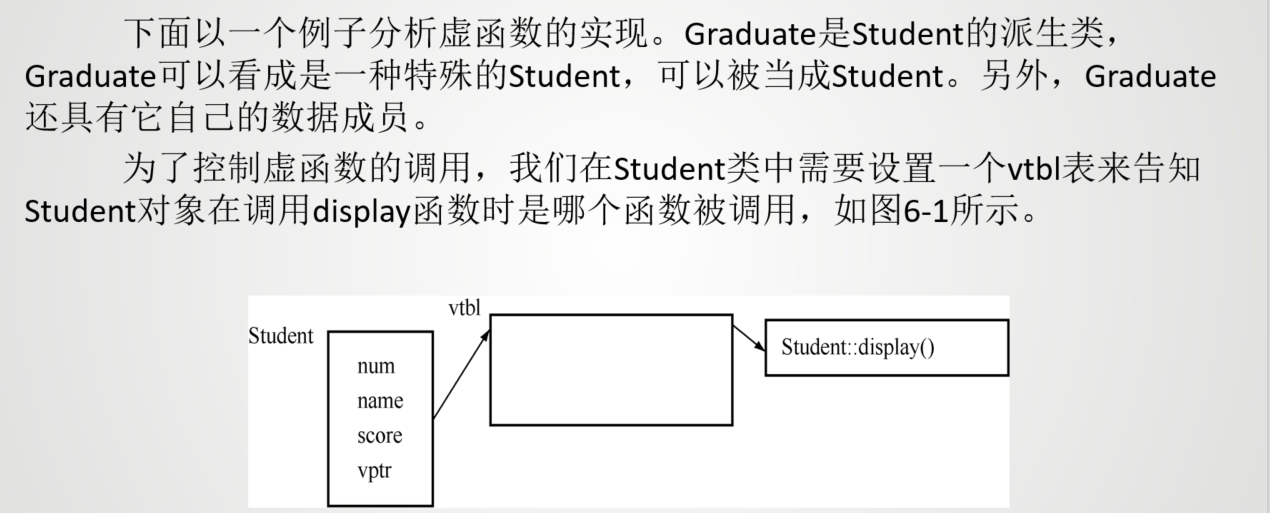 下面以一个例子分析虚函数的实现。Graduate是Student的派生类，
Graduate可以看成是一种特殊的Student，可以被当成Student。另外，Graduate
还具有它自己的数据成员。
为了控制虚函数的调用，我们在Student类中需要设置一个vtbl表来告知
Student对象在调用display函数时是哪个函数被调用，如图6-1所示。
vtbl
Student
Student::display()
num
name
score
vptr